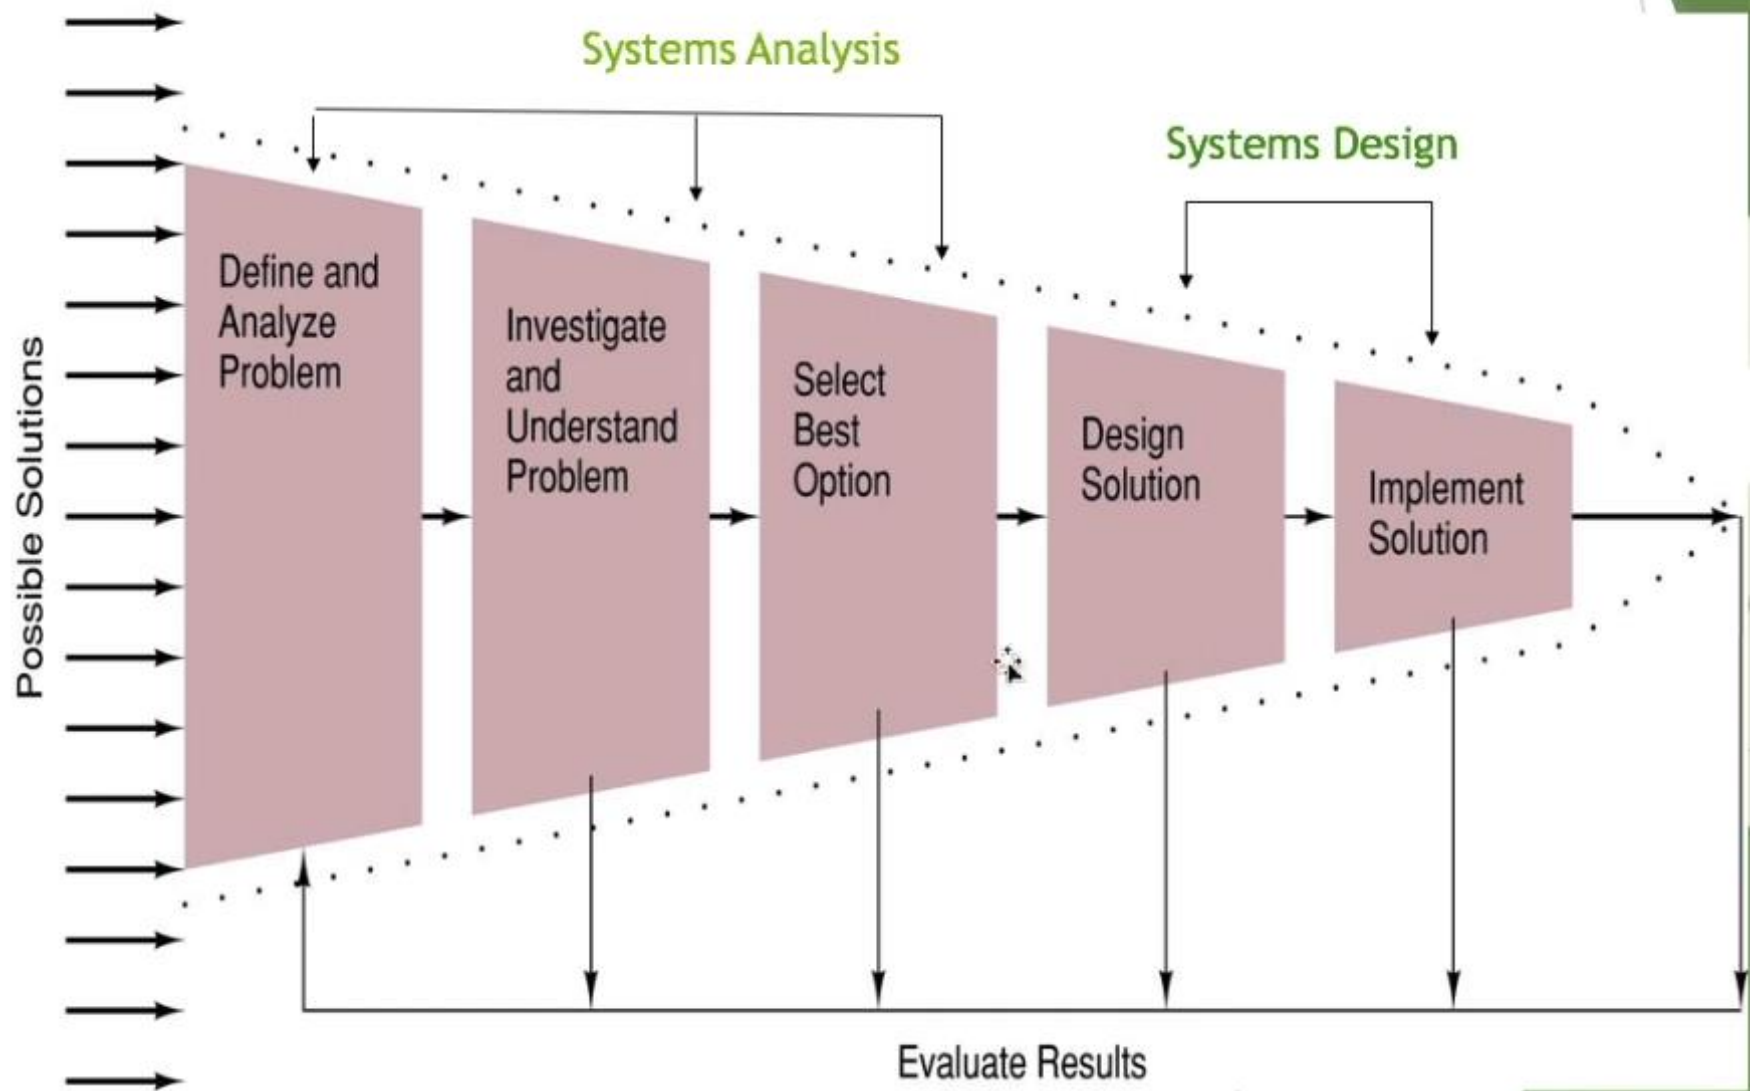 Systems Analysis
Systems Design
Possible Solutions
Define and
Analyze
Problem
Investigate
and
Understand
Problem
Select
Best
Option
Design
Solution
Implement
Solution
Evaluate Results